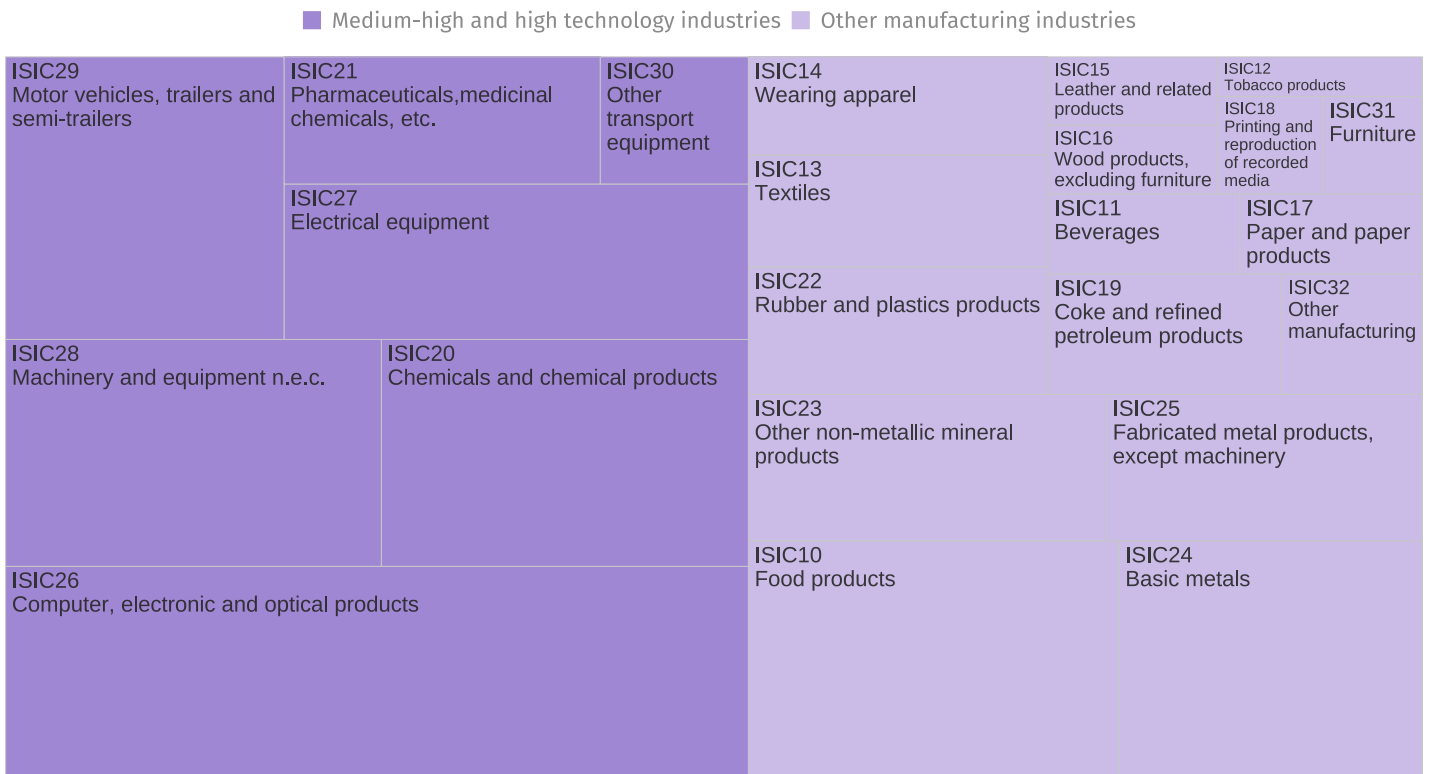 Medium-high and high technology industries Other manufacturing industries
ISIC29
Motor vehicles, trailers and
semi-trailers
ISIC21
Pharmaceuticals,medicinal
chemicals, etc.
ISIC30
Other
transport
equipment
ISIC27
Electrical equipment
ISIC28
Machinery and equipment n.e.c.
ISIC20
Chemicals and chemical products
ISIC26
Computer, electronic and optical products
ISIC14
Wearing apparel
ISIC13
Textiles
ISIC22
Rubber and plastics products
ISIC15
Leather and related
products
ISIC16
Wood products,
excluding furniture
ISIC12
Tobacco products
ISIC18
Printing and
reproduction
of recorded
media
ISIC31
Furniture
ISIC11
Beverages
ISIC17
Paper and paper
products
ISIC19
Coke and refined
petroleum products
ISIC32
Other
manufacturing
ISIC23
Other non-metallic mineral
products
ISIC25
Fabricated metal products,
except machinery
ISIC10
Food products
ISIC24
Basic metals